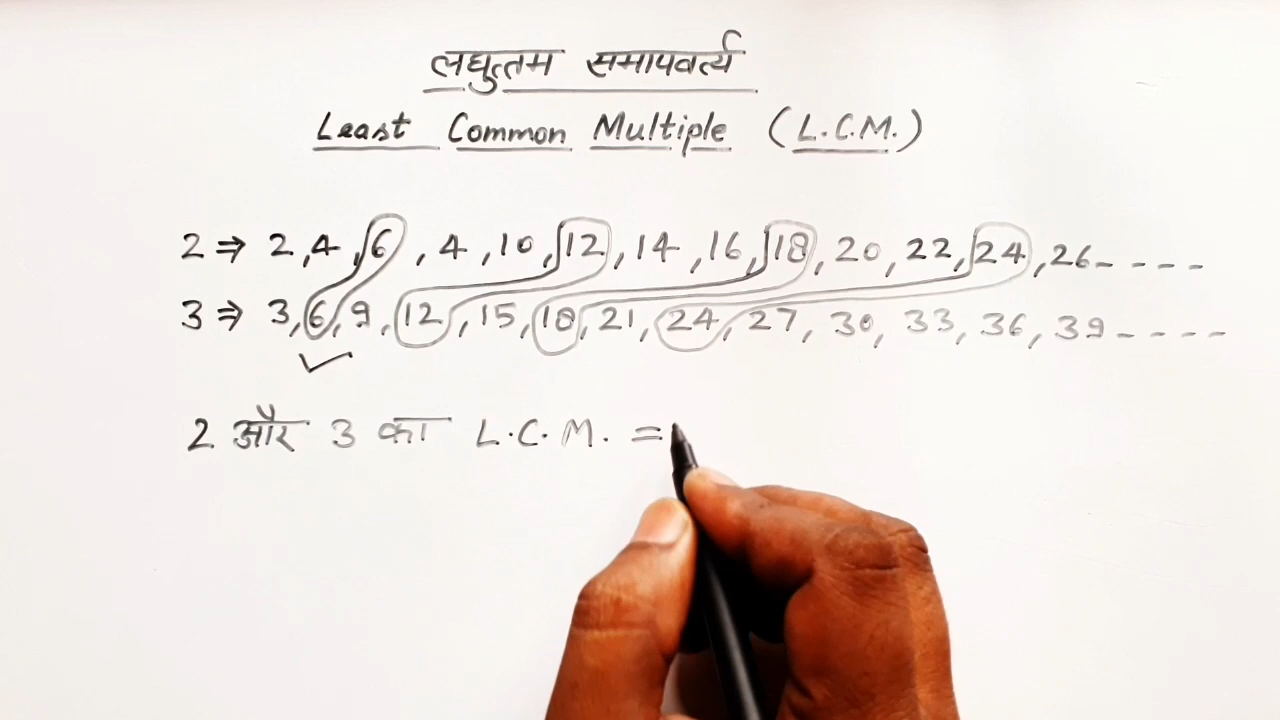 लघुत्तम समापवर्त्य
Least Common Multiple (L.C.M.)
2 ⇒ 2, 4, 6, 4, 10, 12, 14, 16, 18, 20, 22, 24, 26 - - - -
3 ⇒ 3, 6, 9, 12, 15, 18, 21, 24, 27, 30, 33, 36, 39 - - - -
2 और 3 का L.C.M. =